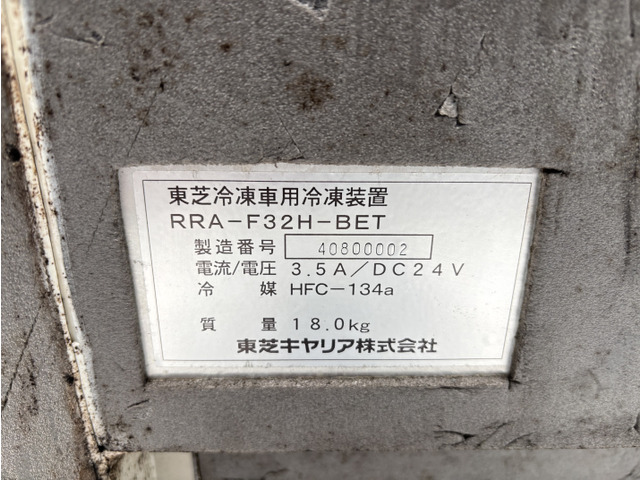 東芝冷凍車用冷凍装置
RRA-F32H-BET
製造番号 40800002
電流/電圧 3.5A/DC24V
冷媒 HFC-134a
質量 18.0kg
東芝キヤリア株式会社